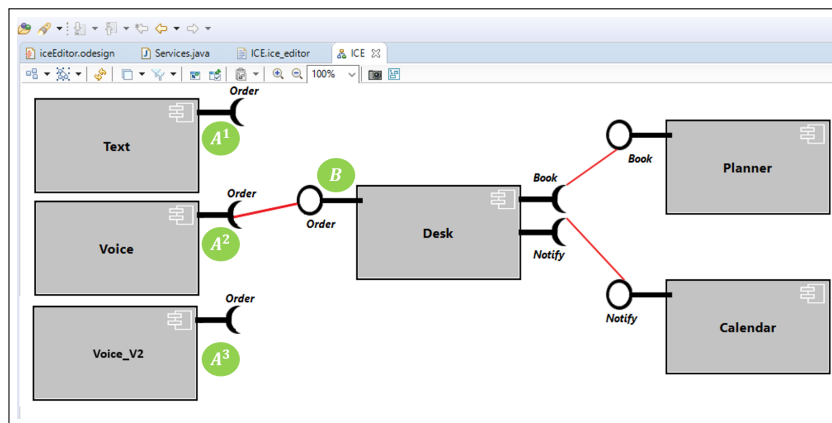 iceEditor.odesign Services.java ICE.ice_editor ICE
100%
Order
Text
A¹
Order
Voice
A²
Order
Voice_V2
A³
B
Order
Desk
Book
Notify
Book
Planner
Notify
Calendar